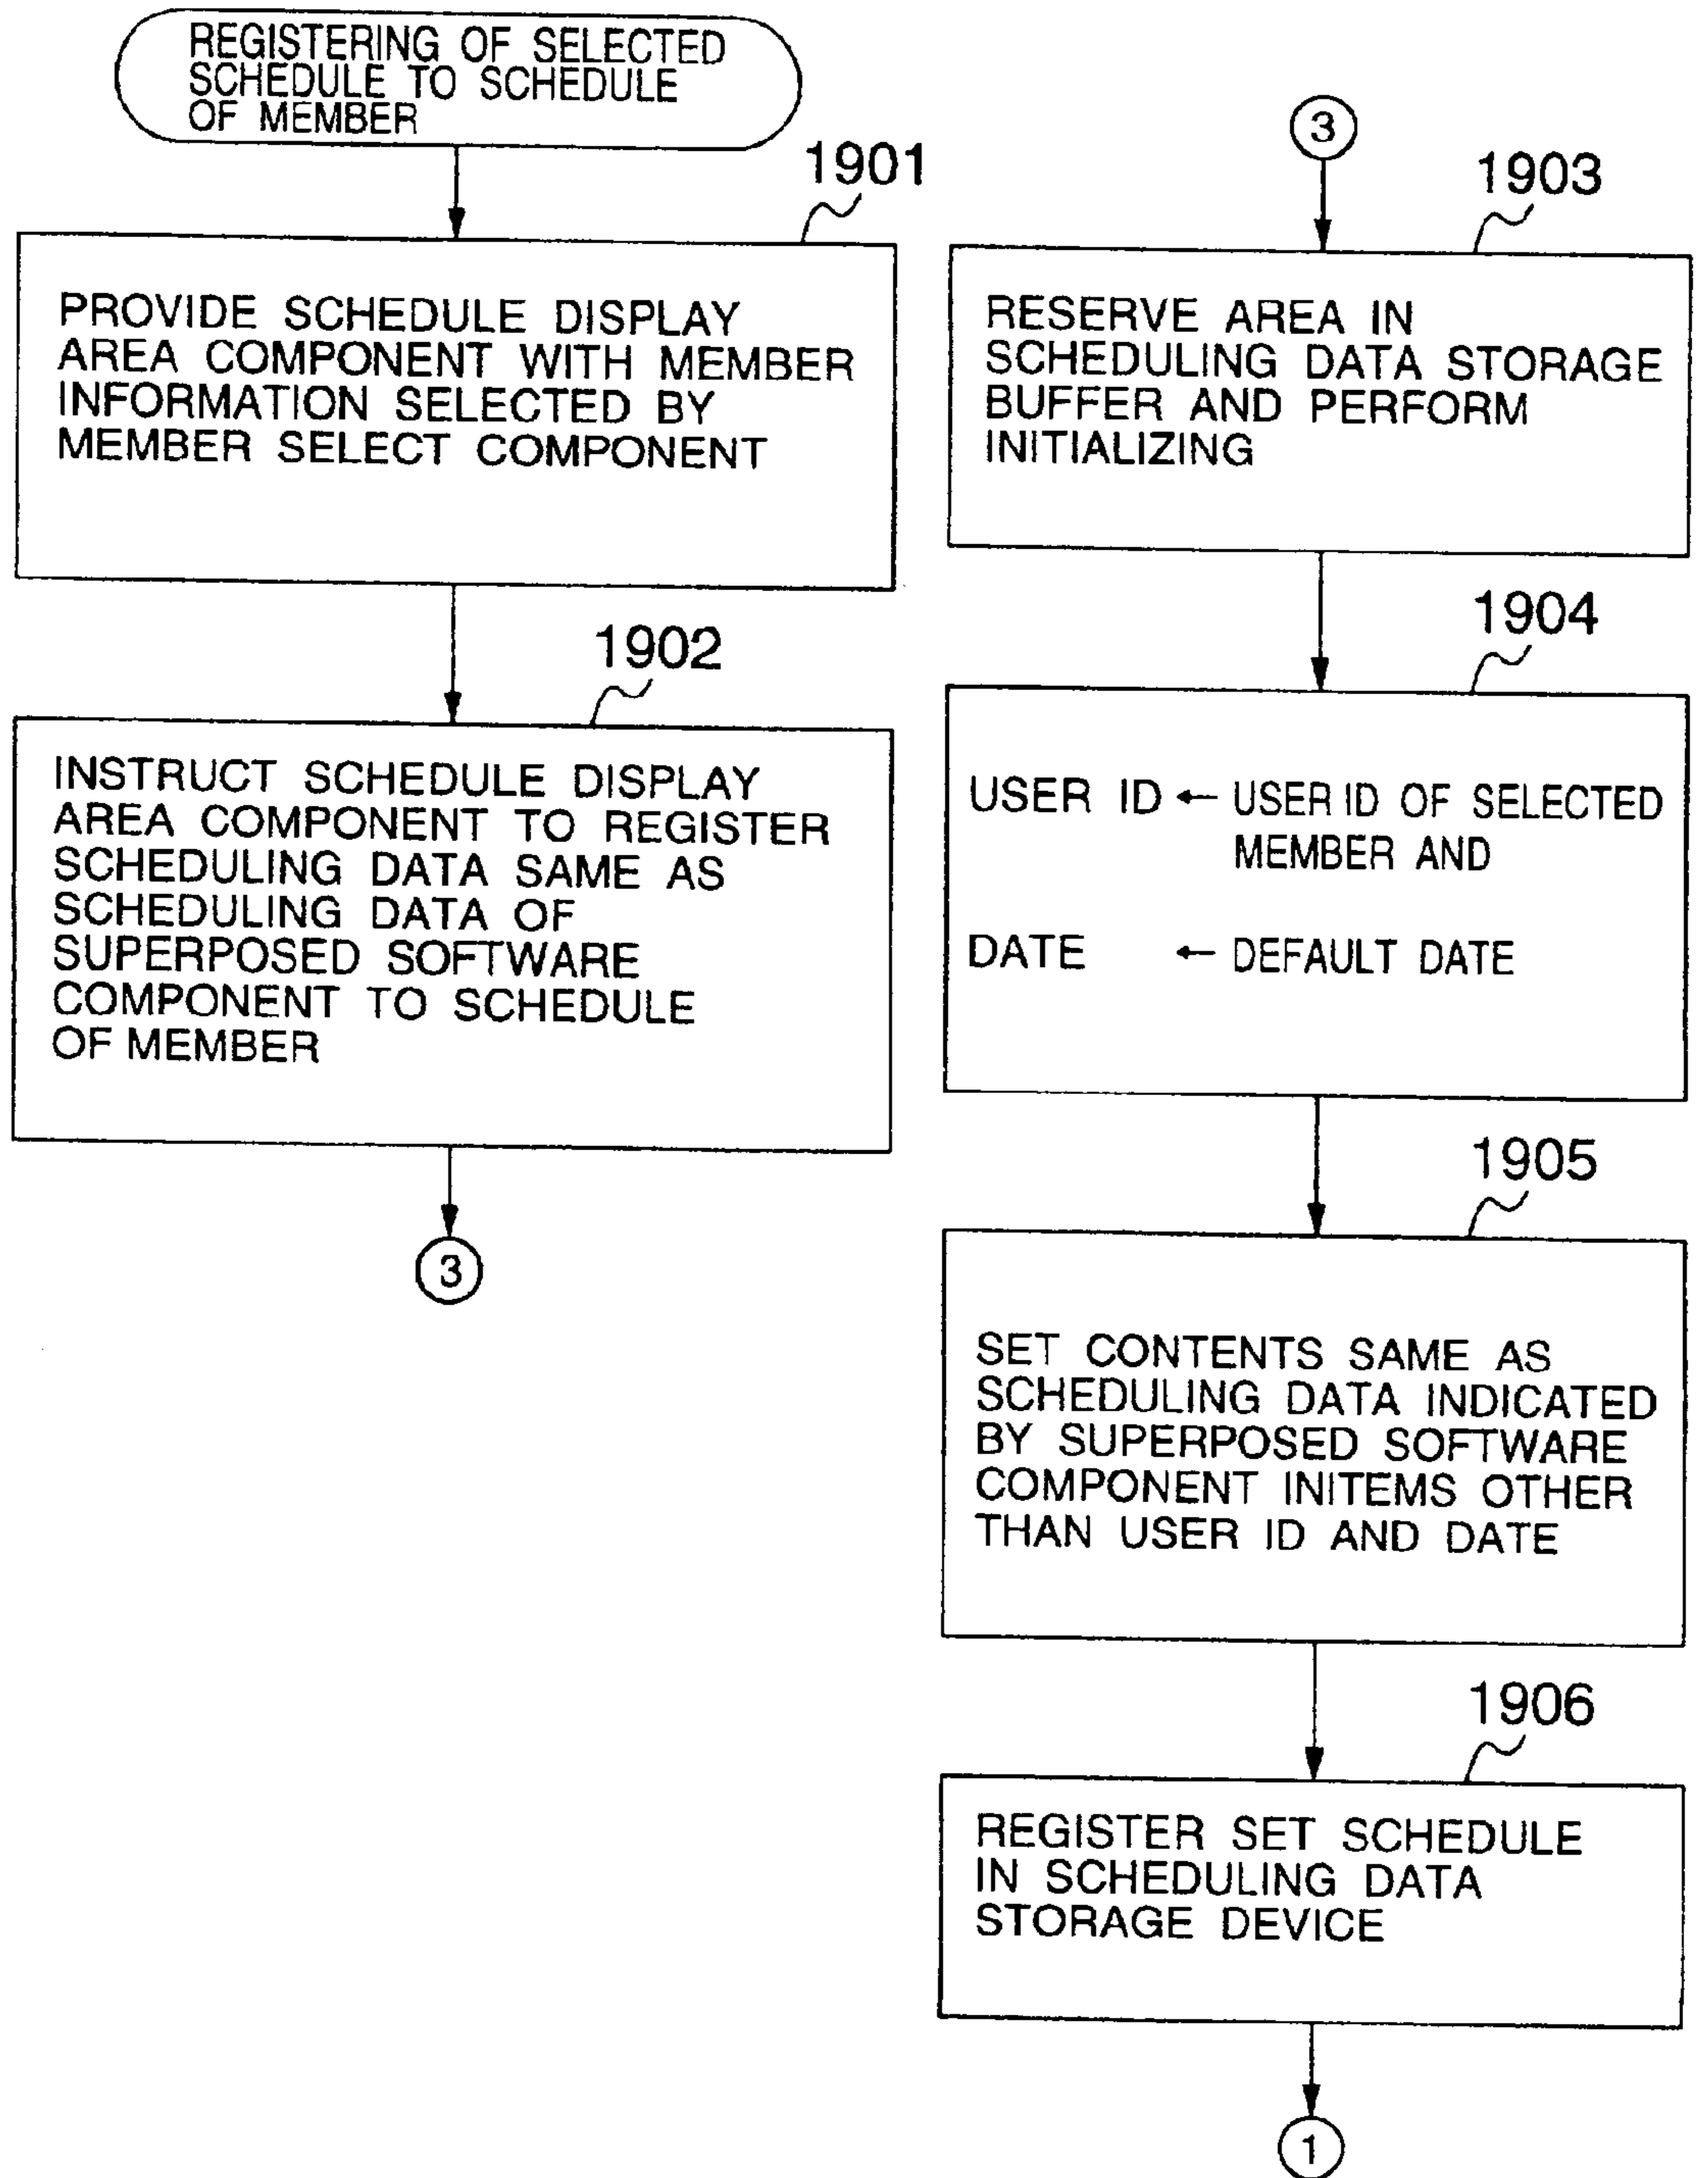 REGISTERING OF SELECTED
SCHEDULE TO SCHEDULE
OF MEMBER
1901
PROVIDE SCHEDULE DISPLAY
AREA COMPONENT WITH MEMBER
INFORMATION SELECTED BY
MEMBER SELECT COMPONENT
1902
INSTRUCT SCHEDULE DISPLAY
AREA COMPONENT TO REGISTER
SCHEDULING DATA SAME AS
SCHEDULING DATA OF
SUPERPOSED SOFTWARE
COMPONENT TO SCHEDULE
OF MEMBER
3
3
1903
RESERVE AREA IN
SCHEDULING DATA STORAGE
BUFFER AND PERFORM
INITIALIZING
1904
USER ID ← USER ID OF SELECTED
MEMBER AND
DATE ← DEFAULT DATE
1905
SET CONTENTS SAME AS
SCHEDULING DATA INDICATED
BY SUPERPOSED SOFTWARE
COMPONENT INITEMS OTHER
THAN USER ID AND DATE
1906
REGISTER SET SCHEDULE
IN SCHEDULING DATA
STORAGE DEVICE
1